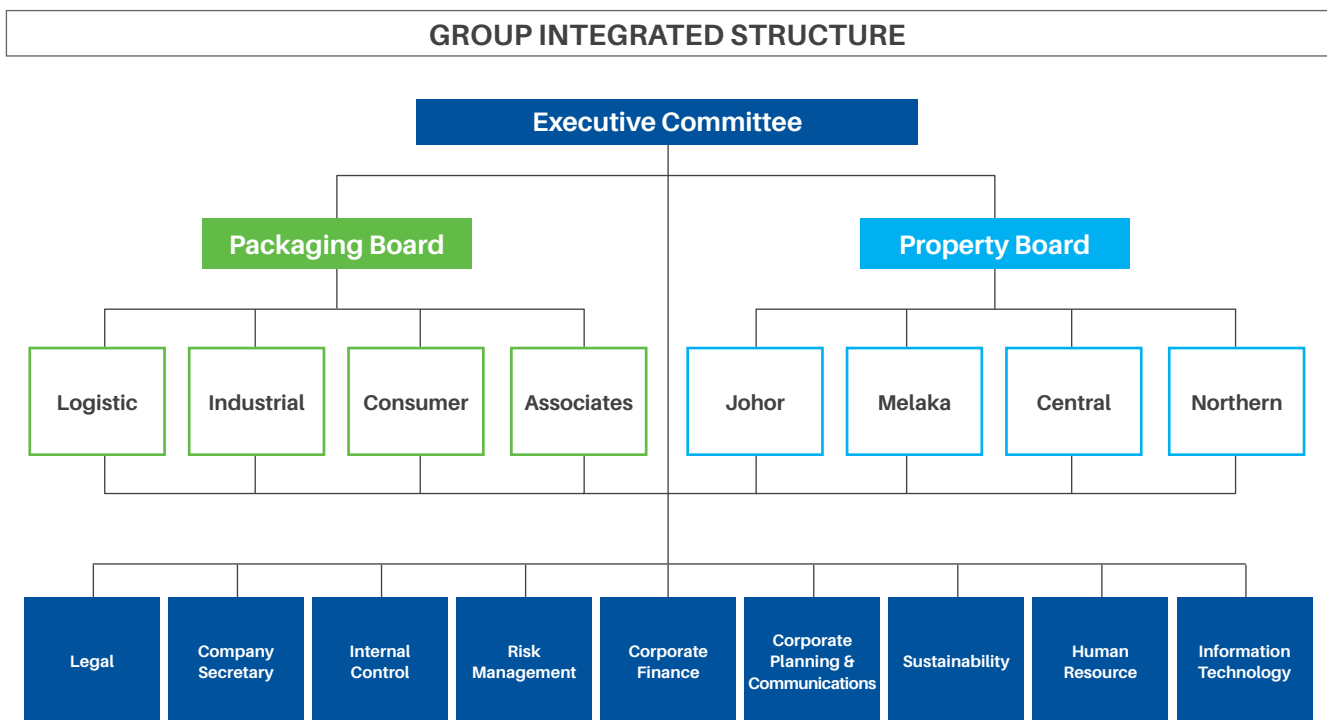 GROUP INTEGRATED STRUCTURE
Executive Committee
Packaging Board
Property Board
Logistic
Industrial
Consumer
Associates
Johor
Melaka
Central
Northern
Legal
Company
Secretary
Internal
Control
Risk
Management
Corporate
Finance
Corporate
Planning &
Communications
Sustainability
Human
Resource
Information
Technology